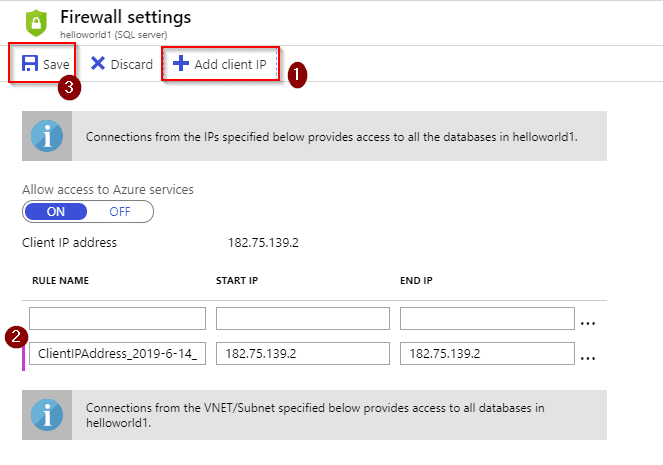 Firewall settings
helloworld1 (SQL server)
Save Discard Add client IP 1
3
Connections from the IPs specified below provides access to all the databases in helloworld1.
Allow access to Azure services
ON OFF
Client IP address 182.75.139.2
RULE NAME START IP END IP
...
2
ClientIPAddress_2019-6-14_ 182.75.139.2 182.75.139.2 ...
Connections from the VNET/Subnet specified below provides access to all databases in
helloworld1.